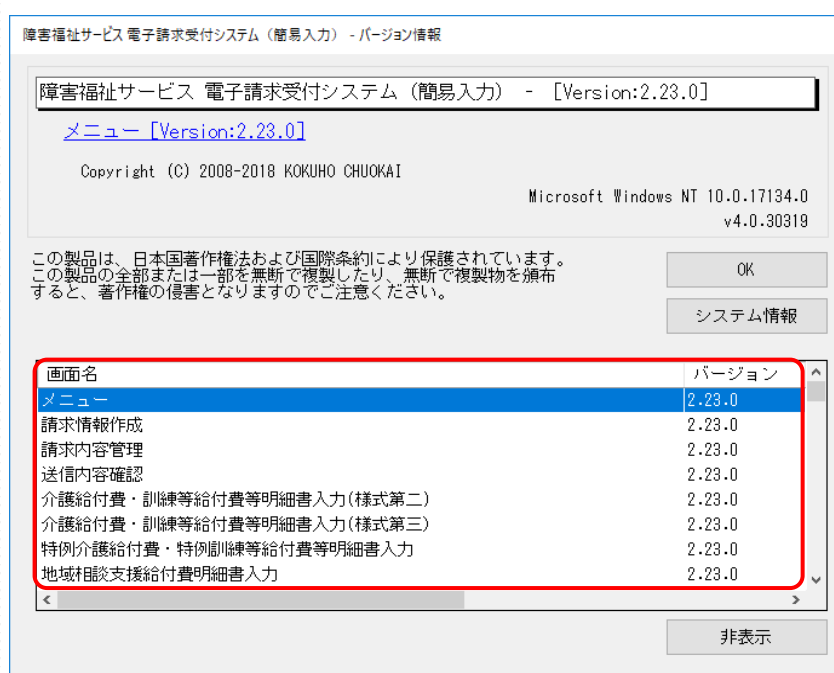 障害福祉サービス 電子請求受付システム（簡易入力） - バージョン情報
障害福祉サービス 電子請求受付システム（簡易入力） - [Version:2.23.0]
メニュー [Version:2.23.0]
Copyright (C) 2008-2018 KOKUHO CHUOKAI
Microsoft Windows NT 10.0.17134.0
v4.0.30319
この製品は、日本国著作権法および国際条約により保護されています。
この製品の全部または一部を無断で複製したり、無断で複製物を頒布
すると、著作権の侵害となりますのでご注意ください。
OK
システム情報
画面名 バージョン
メニュー 2.23.0
請求情報作成 2.23.0
請求内容管理 2.23.0
送信内容確認 2.23.0
介護給付費・訓練等給付費等明細書入力(様式第二) 2.23.0
介護給付費・訓練等給付費等明細書入力(様式第三) 2.23.0
特例介護給付費・特例訓練等給付費等明細書入力 2.23.0
地域相談支援給付費明細書入力 2.23.0
非表示